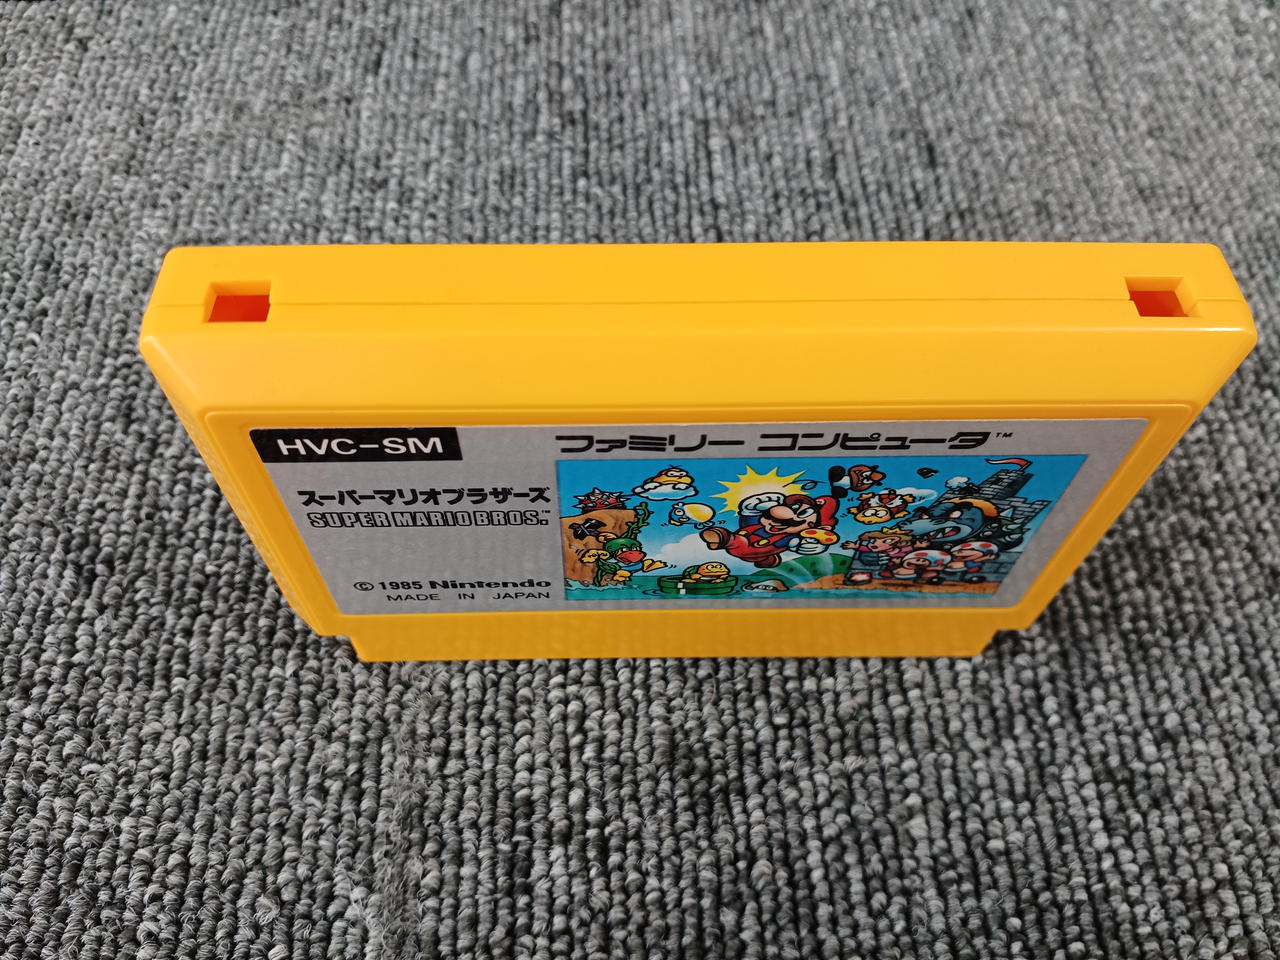 HVC-SM
ファミリー コンピュータ™
スーパーマリオブラザーズ
SUPER MARIO BROS.™
© 1985 Nintendo
MADE IN JAPAN